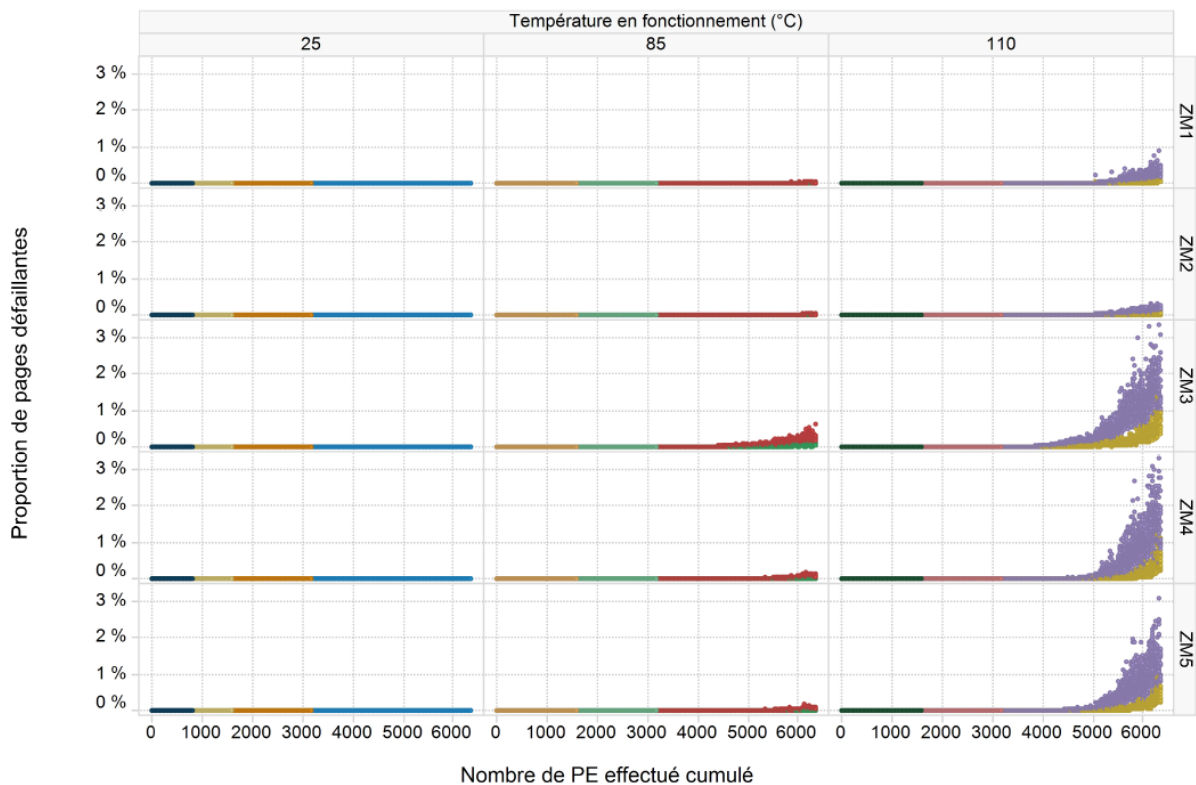 Température en fonctionnement (°C)
25 85 110
3 %
2 %
1 %
0 %
ZM1
3 %
2 %
1 %
0 %
ZM2
3 %
2 %
1 %
0 %
ZM3
3 %
2 %
1 %
0 %
ZM4
3 %
2 %
1 %
0 %
ZM5
Proportion de pages défaillantes
0 1000 2000 3000 4000 5000 6000 0 1000 2000 3000 4000 5000 6000 0 1000 2000 3000 4000 5000 6000
Nombre de PE effectué cumulé